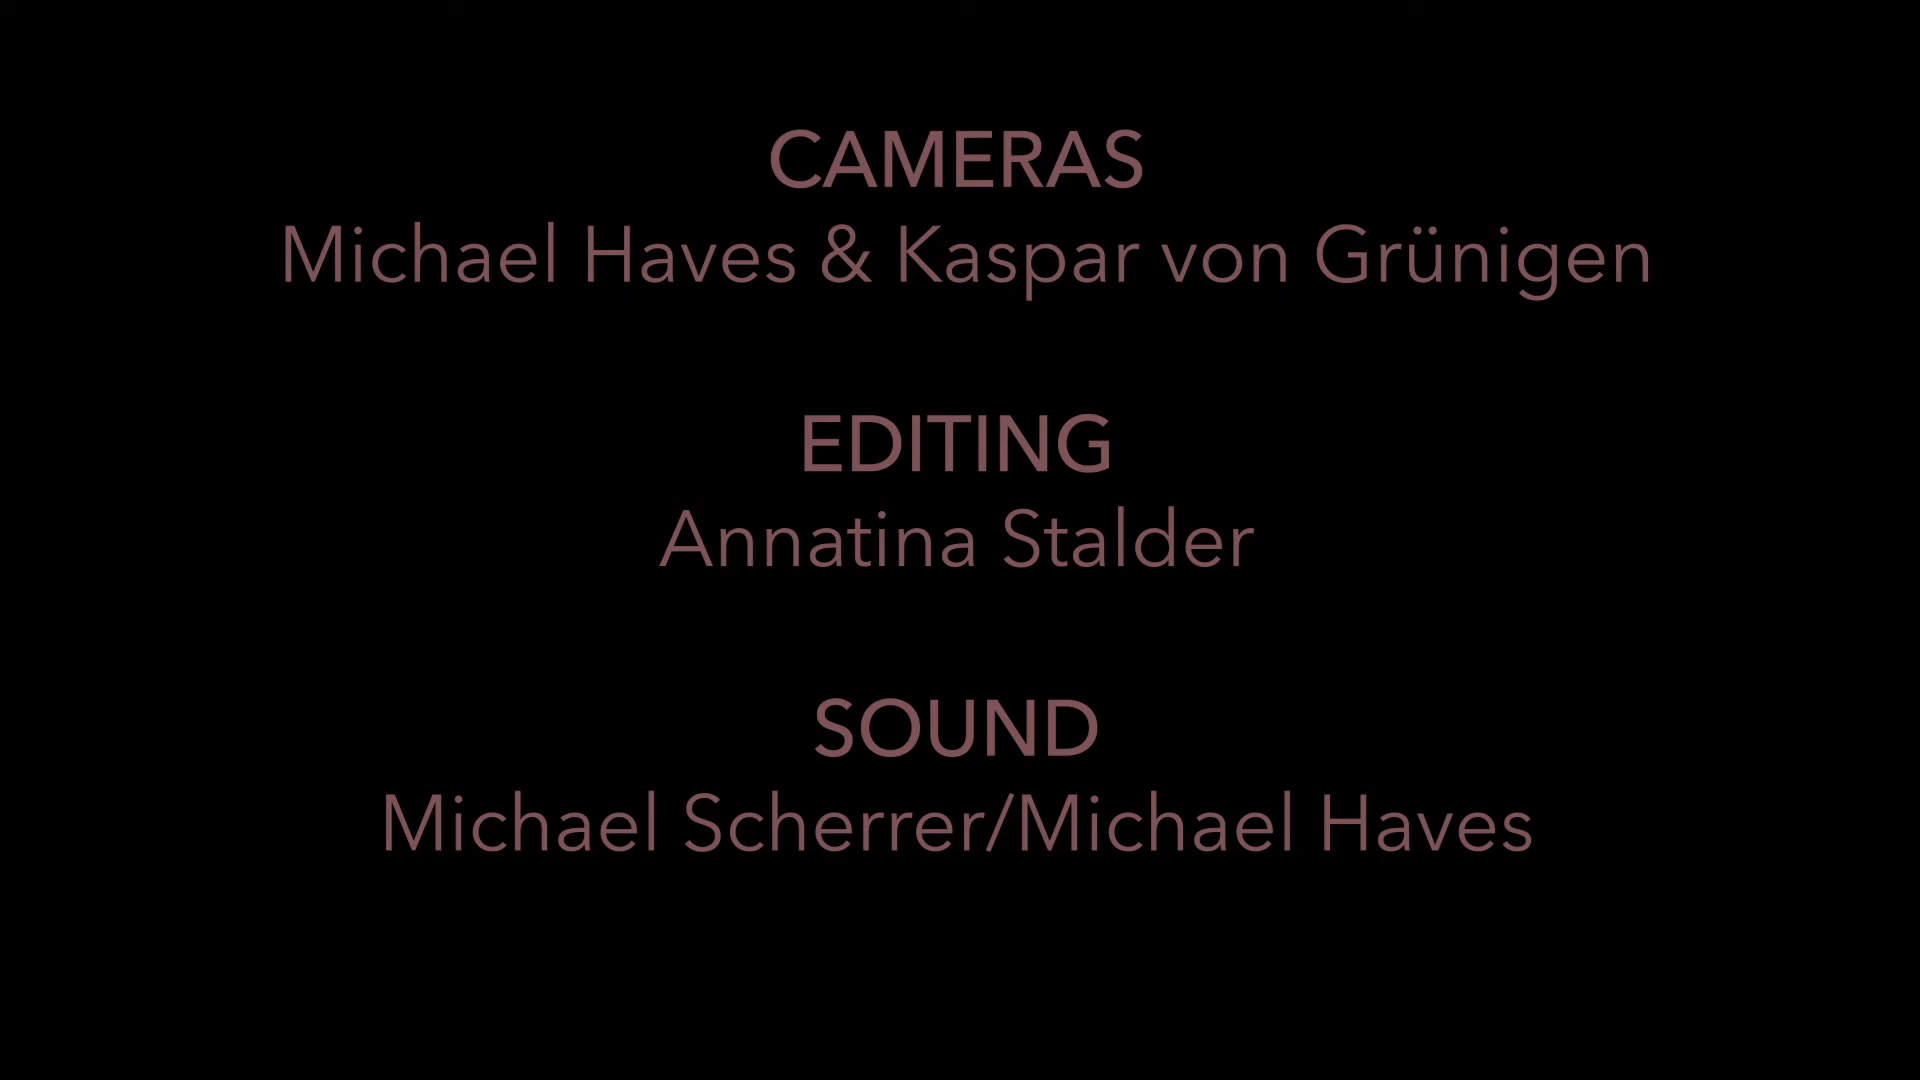 CAMERAS
Michael Haves & Kaspar von Grünigen
EDITING
Annatina Stalder
SOUND
Michael Scherrer/Michael Haves